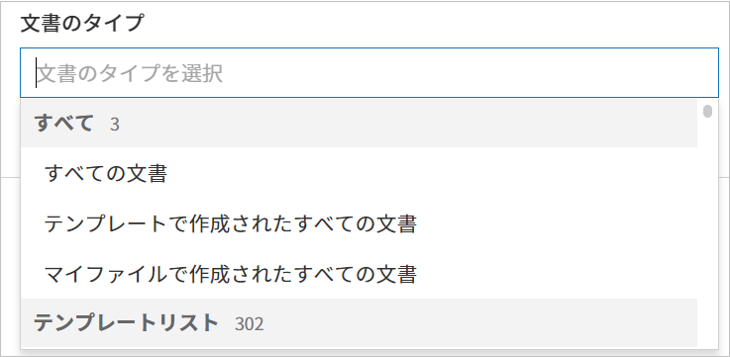 文書のタイプ
文書のタイプを選択
すべて 3
すべての文書
テンプレートで作成されたすべての文書
マイファイルで作成されたすべての文書
テンプレートリスト 302